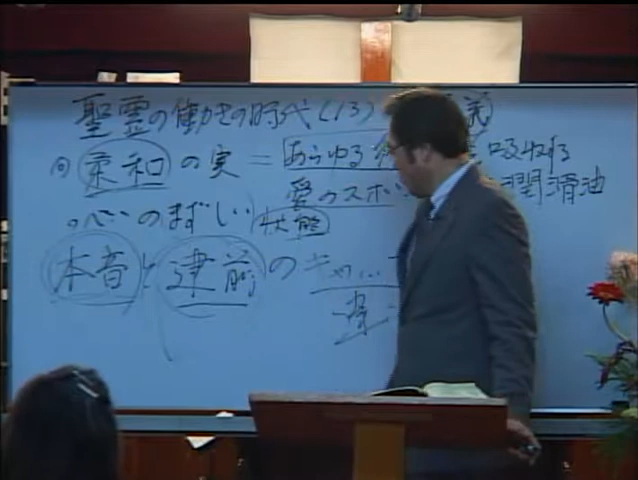 聖霊の働きの時代(13)
柔和の実 = あらゆる 吸収する
愛のスポ 潤滑油
心のまずしい状態
本音と建前の